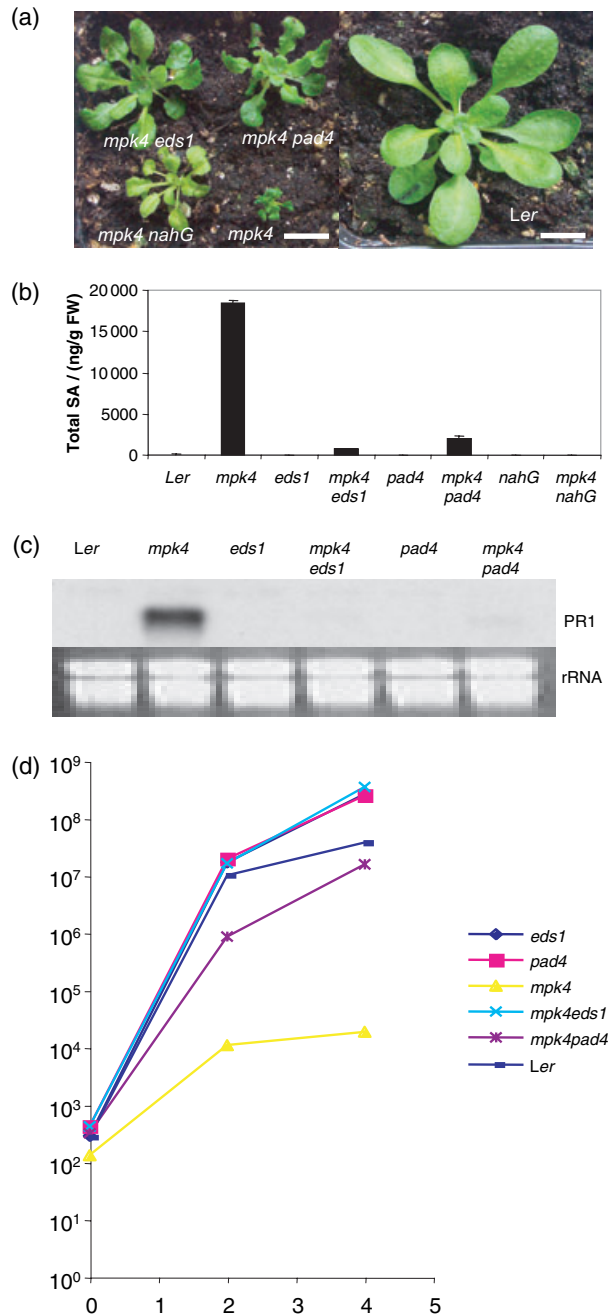 (a)
mpk4 eds1
mpk4 pad4
mpk4 nahG
mpk4
Ler
(b)
Total SA / (ng/g FW)
20 000
15 000
10 000
5000
0
Ler mpk4 eds1 mpk4 eds1 pad4 mpk4 pad4 nahG mpk4 nahG
(c)
Ler mpk4 eds1 mpk4 eds1 pad4 mpk4 pad4
PR1
rRNA
(d)
10⁹
10⁸
10⁷
10⁶
10⁵
10⁴
10³
10²
10¹
10⁰
0 1 2 3 4 5
eds1
pad4
mpk4
mpk4eds1
mpk4pad4
Ler